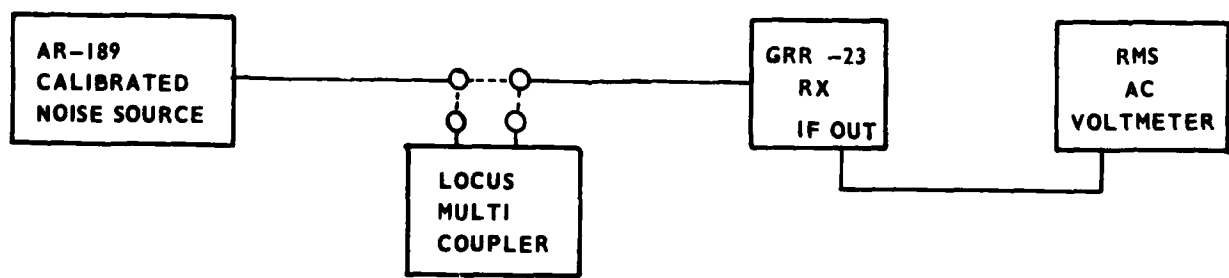 AR-189
CALIBRATED
NOISE SOURCE
LOCUS
MULTI
COUPLER
GRR -23
RX
IF OUT
RMS
AC
VOLTMETER